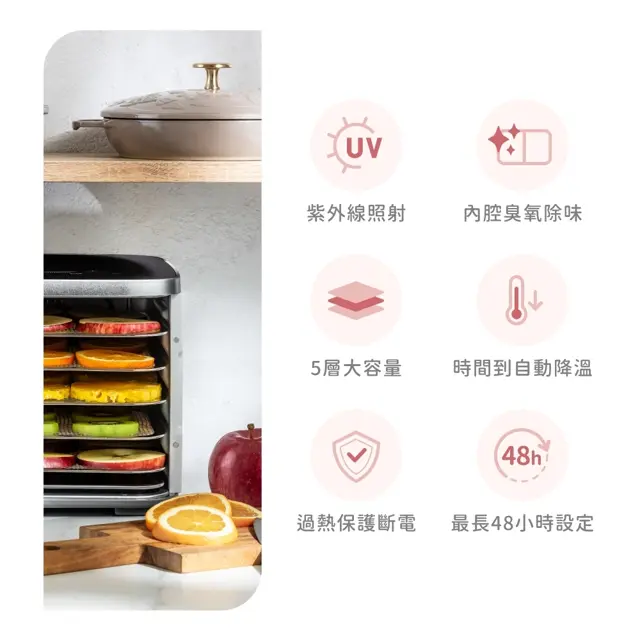 UV
紫外線照射
內腔臭氧除味
5層大容量
時間到自動降溫
過熱保護斷電
48h
最長48小時設定